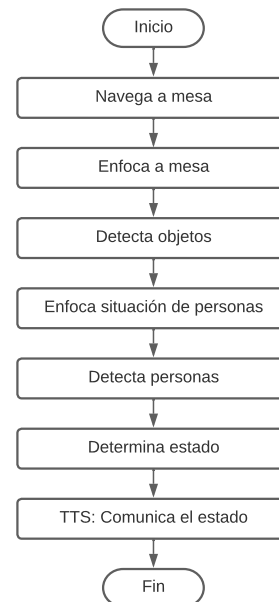 Inicio
Navega a mesa
Enfoca a mesa
Detecta objetos
Enfoca situación de personas
Detecta personas
Determina estado
TTS: Comunica el estado
Fin